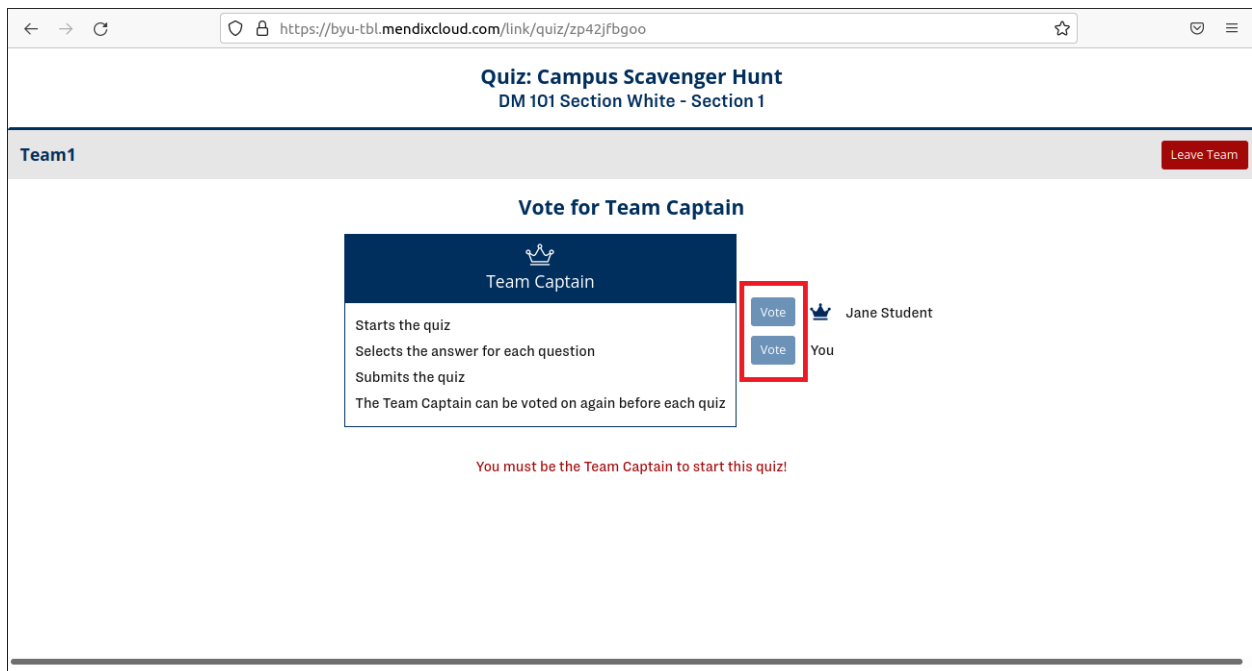 https://byu-tbl.mendixcloud.com/link/quiz/zp42jfbgoo
Quiz: Campus Scavenger Hunt
DM 101 Section White - Section 1
Team1
Leave Team
Vote for Team Captain
Team Captain
Starts the quiz
Selects the answer for each question
Submits the quiz
The Team Captain can be voted on again before each quiz
Vote Jane Student
Vote You
You must be the Team Captain to start this quiz!